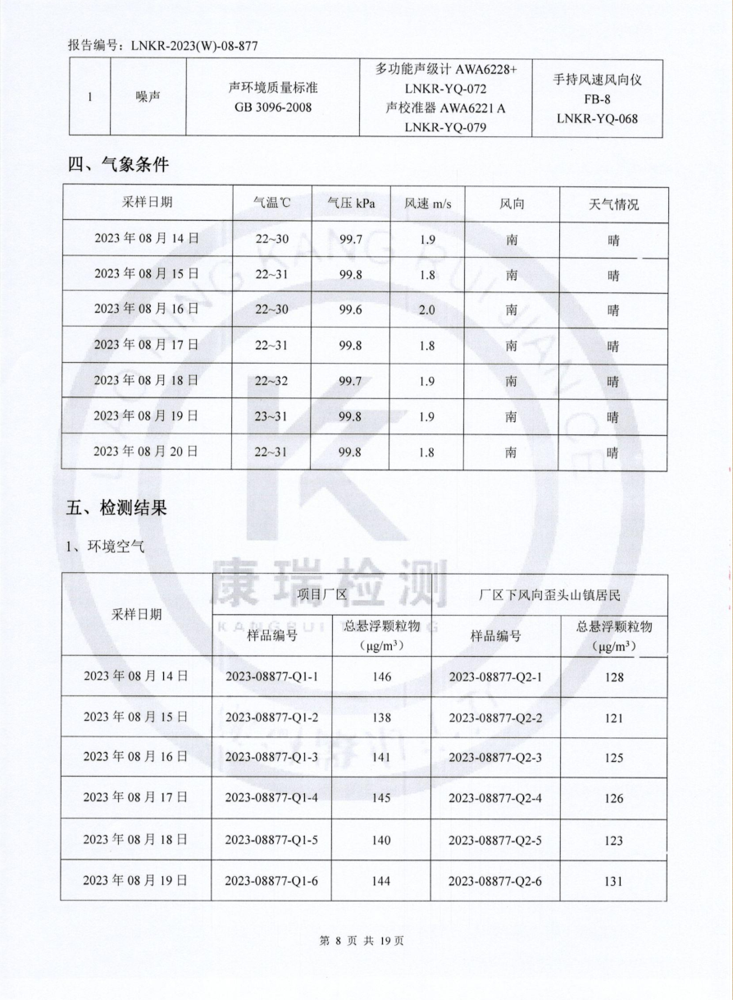 报告编号：LNKR-2023(W)-08-877
1 噪声 声环境质量标准 GB 3096-2008 多功能声级计 AWA6228+ LNKR-YQ-072 声校准器 AWA6221A LNKR-YQ-079 手持风速风向仪 FB-8 LNKR-YQ-068
四、气象条件
采样日期 气温℃ 气压 kPa 风速 m/s 风向 天气情况
2023 年 08 月 14 日 22~30 99.7 1.9 南 晴
2023 年 08 月 15 日 22~31 99.8 1.8 南 晴
2023 年 08 月 16 日 22~30 99.6 2.0 南 晴
2023 年 08 月 17 日 22~31 99.8 1.8 南 晴
2023 年 08 月 18 日 22~32 99.7 1.9 南 晴
2023 年 08 月 19 日 23~31 99.8 1.9 南 晴
2023 年 08 月 20 日 22~31 99.8 1.8 南 晴
五、检测结果
1、环境空气
采样日期 项目厂区 厂区下风向歪头山镇居民
样品编号 总悬浮颗粒物（μg/m³） 样品编号 总悬浮颗粒物（μg/m³）
2023 年 08 月 14 日 2023-08877-Q1-1 146 2023-08877-Q2-1 128
2023 年 08 月 15 日 2023-08877-Q1-2 138 2023-08877-Q2-2 121
2023 年 08 月 16 日 2023-08877-Q1-3 141 2023-08877-Q2-3 125
2023 年 08 月 17 日 2023-08877-Q1-4 145 2023-08877-Q2-4 126
2023 年 08 月 18 日 2023-08877-Q1-5 140 2023-08877-Q2-5 123
2023 年 08 月 19 日 2023-08877-Q1-6 144 2023-08877-Q2-6 131
第 8 页 共 19 页
LIAO NING KANG RUI JIAN CE
康瑞检测